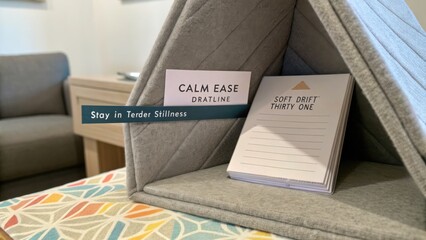 CALM EASE
DRATLINE
Stay in Terder Stillness
SOFT DRIFT
THIRTY ONE